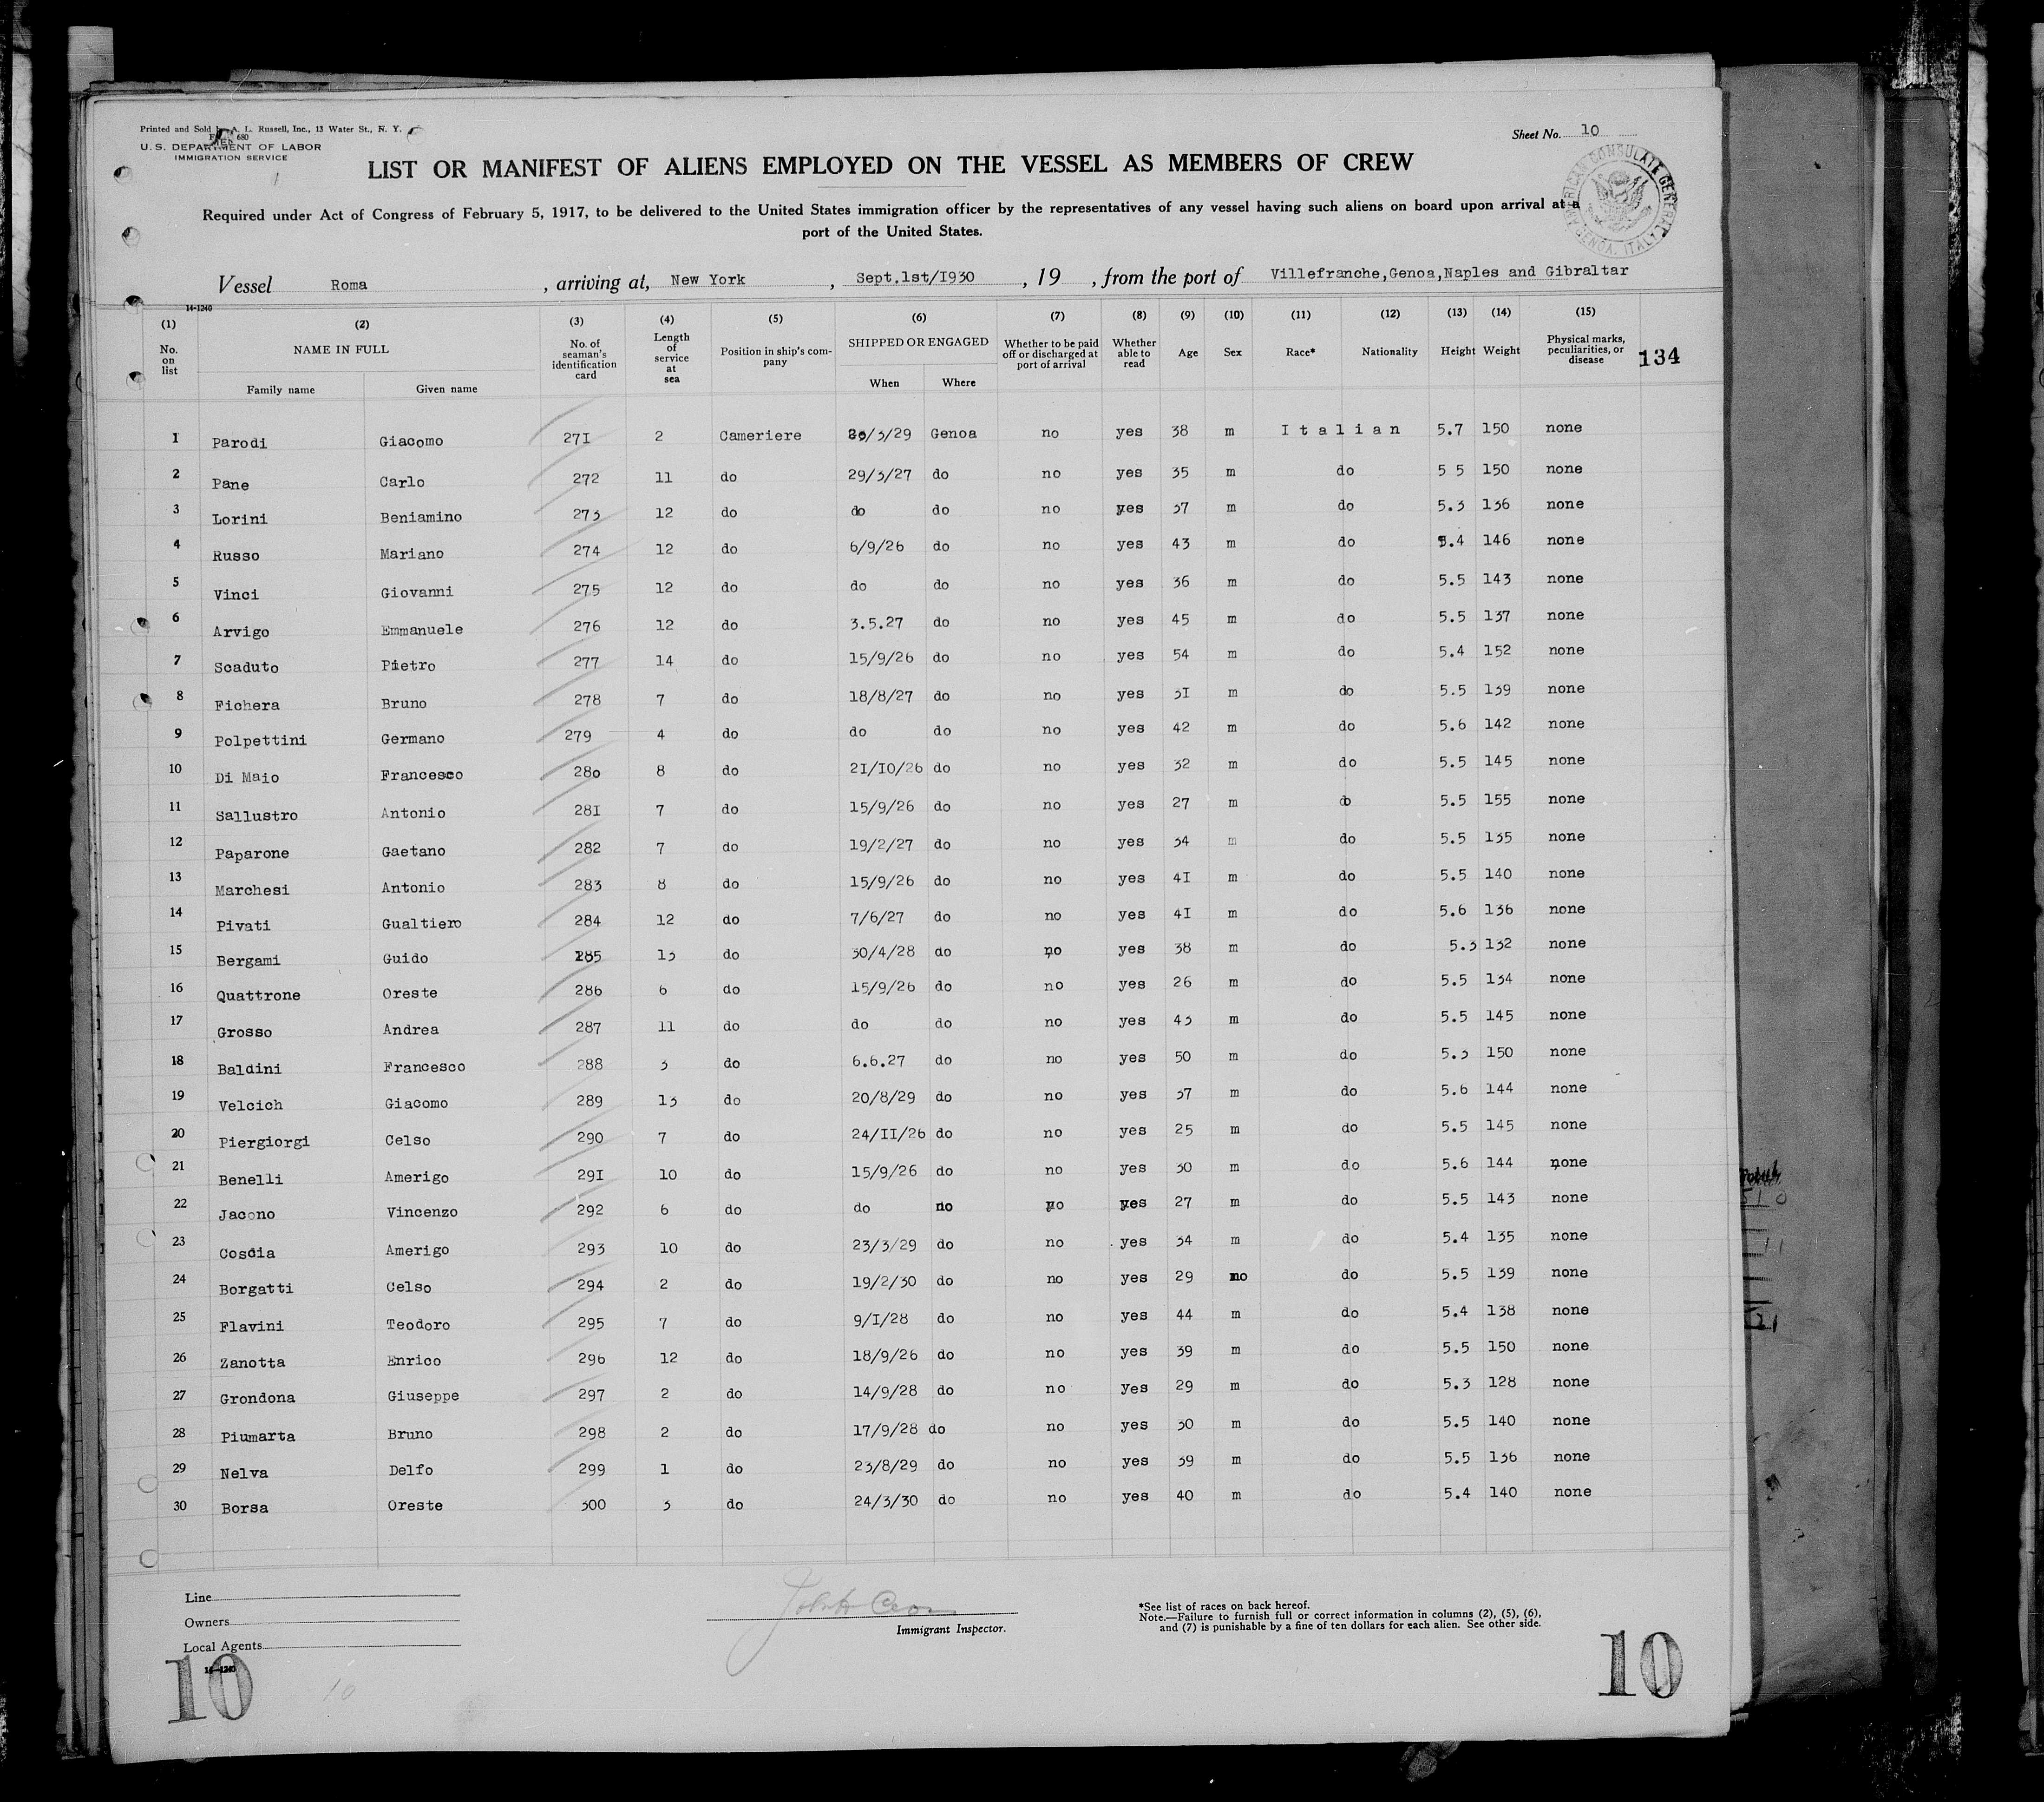 Printed and Sold by A. L. Russell, Inc., 13 Water St., N. Y.
680
U. S. DEPARTMENT OF LABOR
IMMIGRATION SERVICE
Sheet No. 10
LIST OR MANIFEST OF ALIENS EMPLOYED ON THE VESSEL AS MEMBERS OF CREW
AMERICAN CONSULATE GENERAL GENOA, ITALY
Required under Act of Congress of February 5, 1917, to be delivered to the United States immigration officer by the representatives of any vessel having such aliens on board upon arrival at a
port of the United States.
Vessel Roma , arriving at, New York , Sept.1st/I930 , 19 , from the port of Villefranche,Genoa,Naples and Gibraltar
14-1240
(1) (2) (3) (4) (5) (6) (7) (8) (9) (10) (11) (12) (13) (14) (15)
No. on list NAME IN FULL Family name Given name No. of seaman's identification card Length of service at sea Position in ship's company SHIPPED OR ENGAGED When Where Whether to be paid off or discharged at port of arrival Whether able to read Age Sex Race* Nationality Height Weight Physical marks, peculiarities, or disease 134
1 Parodi Giacomo 27I 2 Cameriere /3/29 Genoa no yes 38 m Italian 5.7 150 none
2 Pane Carlo 272 11 do 29/3/27 do no yes 35 m do 5 5 150 none
3 Lorini Beniamino 273 12 do do do no yes 37 m do 5.3 136 none
4 Russo Mariano 274 12 do 6/9/26 do no yes 43 m do 5.4 146 none
5 Vinci Giovanni 275 12 do do do no yes 36 m do 5.5 143 none
6 Arvigo Emmanuele 276 12 do 3.5.27 do no yes 45 m do 5.5 137 none
7 Scaduto Pietro 277 14 do 15/9/26 do no yes 54 m do 5.4 152 none
8 Fichera Bruno 278 7 do 18/8/27 do no yes 3I m do 5.5 139 none
9 Polpettini Germano 279 4 do do do no yes 42 m do 5.6 142 none
10 Di Maio Francesco 28o 8 do 2I/I0/26 do no yes 32 m do 5.5 145 none
11 Sallustro Antonio 28I 7 do 15/9/26 do no yes 27 m do 5.5 155 none
12 Paparone Gaetano 282 7 do 19/2/27 do no yes 34 m do 5.5 135 none
13 Marchesi Antonio 283 8 do 15/9/26 do no yes 4I m do 5.5 140 none
14 Pivati Gualtiero 284 12 do 7/6/27 do no yes 4I m do 5.6 136 none
15 Bergami Guido 285 13 do 30/4/28 do no yes 38 m do 5.3 132 none
16 Quattrone Oreste 286 6 do 15/9/26 do no yes 26 m do 5.5 134 none
17 Grosso Andrea 287 11 do do do no yes 43 m do 5.5 145 none
18 Baldini Francesco 288 3 do 6.6.27 do no yes 50 m do 5.3 150 none
19 Velcich Giacomo 289 13 do 20/8/29 do no yes 37 m do 5.6 144 none
20 Piergiorgi Celso 290 7 do 24/II/26 do no yes 25 m do 5.5 145 none
21 Benelli Amerigo 29I 10 do 15/9/26 do no yes 30 m do 5.6 144 none
22 Jacono Vincenzo 292 6 do do no no yes 27 m do 5.5 143 none
23 Coscia Amerigo 293 10 do 23/3/29 do no yes 34 m do 5.4 135 none
24 Borgatti Celso 294 2 do 19/2/30 do no yes 29 mo do 5.5 139 none
25 Flavini Teodoro 295 7 do 9/I/28 do no yes 44 m do 5.4 138 none
26 Zanotta Enrico 296 12 do 18/9/26 do no yes 39 m do 5.5 150 none
27 Grondona Giuseppe 297 2 do 14/9/28 do no yes 29 m do 5.3 128 none
28 Piumarta Bruno 298 2 do 17/9/28 do no yes 30 m do 5.5 140 none
29 Nelva Delfo 299 1 do 23/8/29 do no yes 39 m do 5.5 136 none
30 Borsa Oreste 300 3 do 24/3/30 do no yes 40 m do 5.4 140 none
Line
Owners
Local Agents
14-1240
Immigrant Inspector.
*See list of races on back hereof.
Note.—Failure to furnish full or correct information in columns (2), (5), (6),
and (7) is punishable by a fine of ten dollars for each alien. See other side.
10 10 10